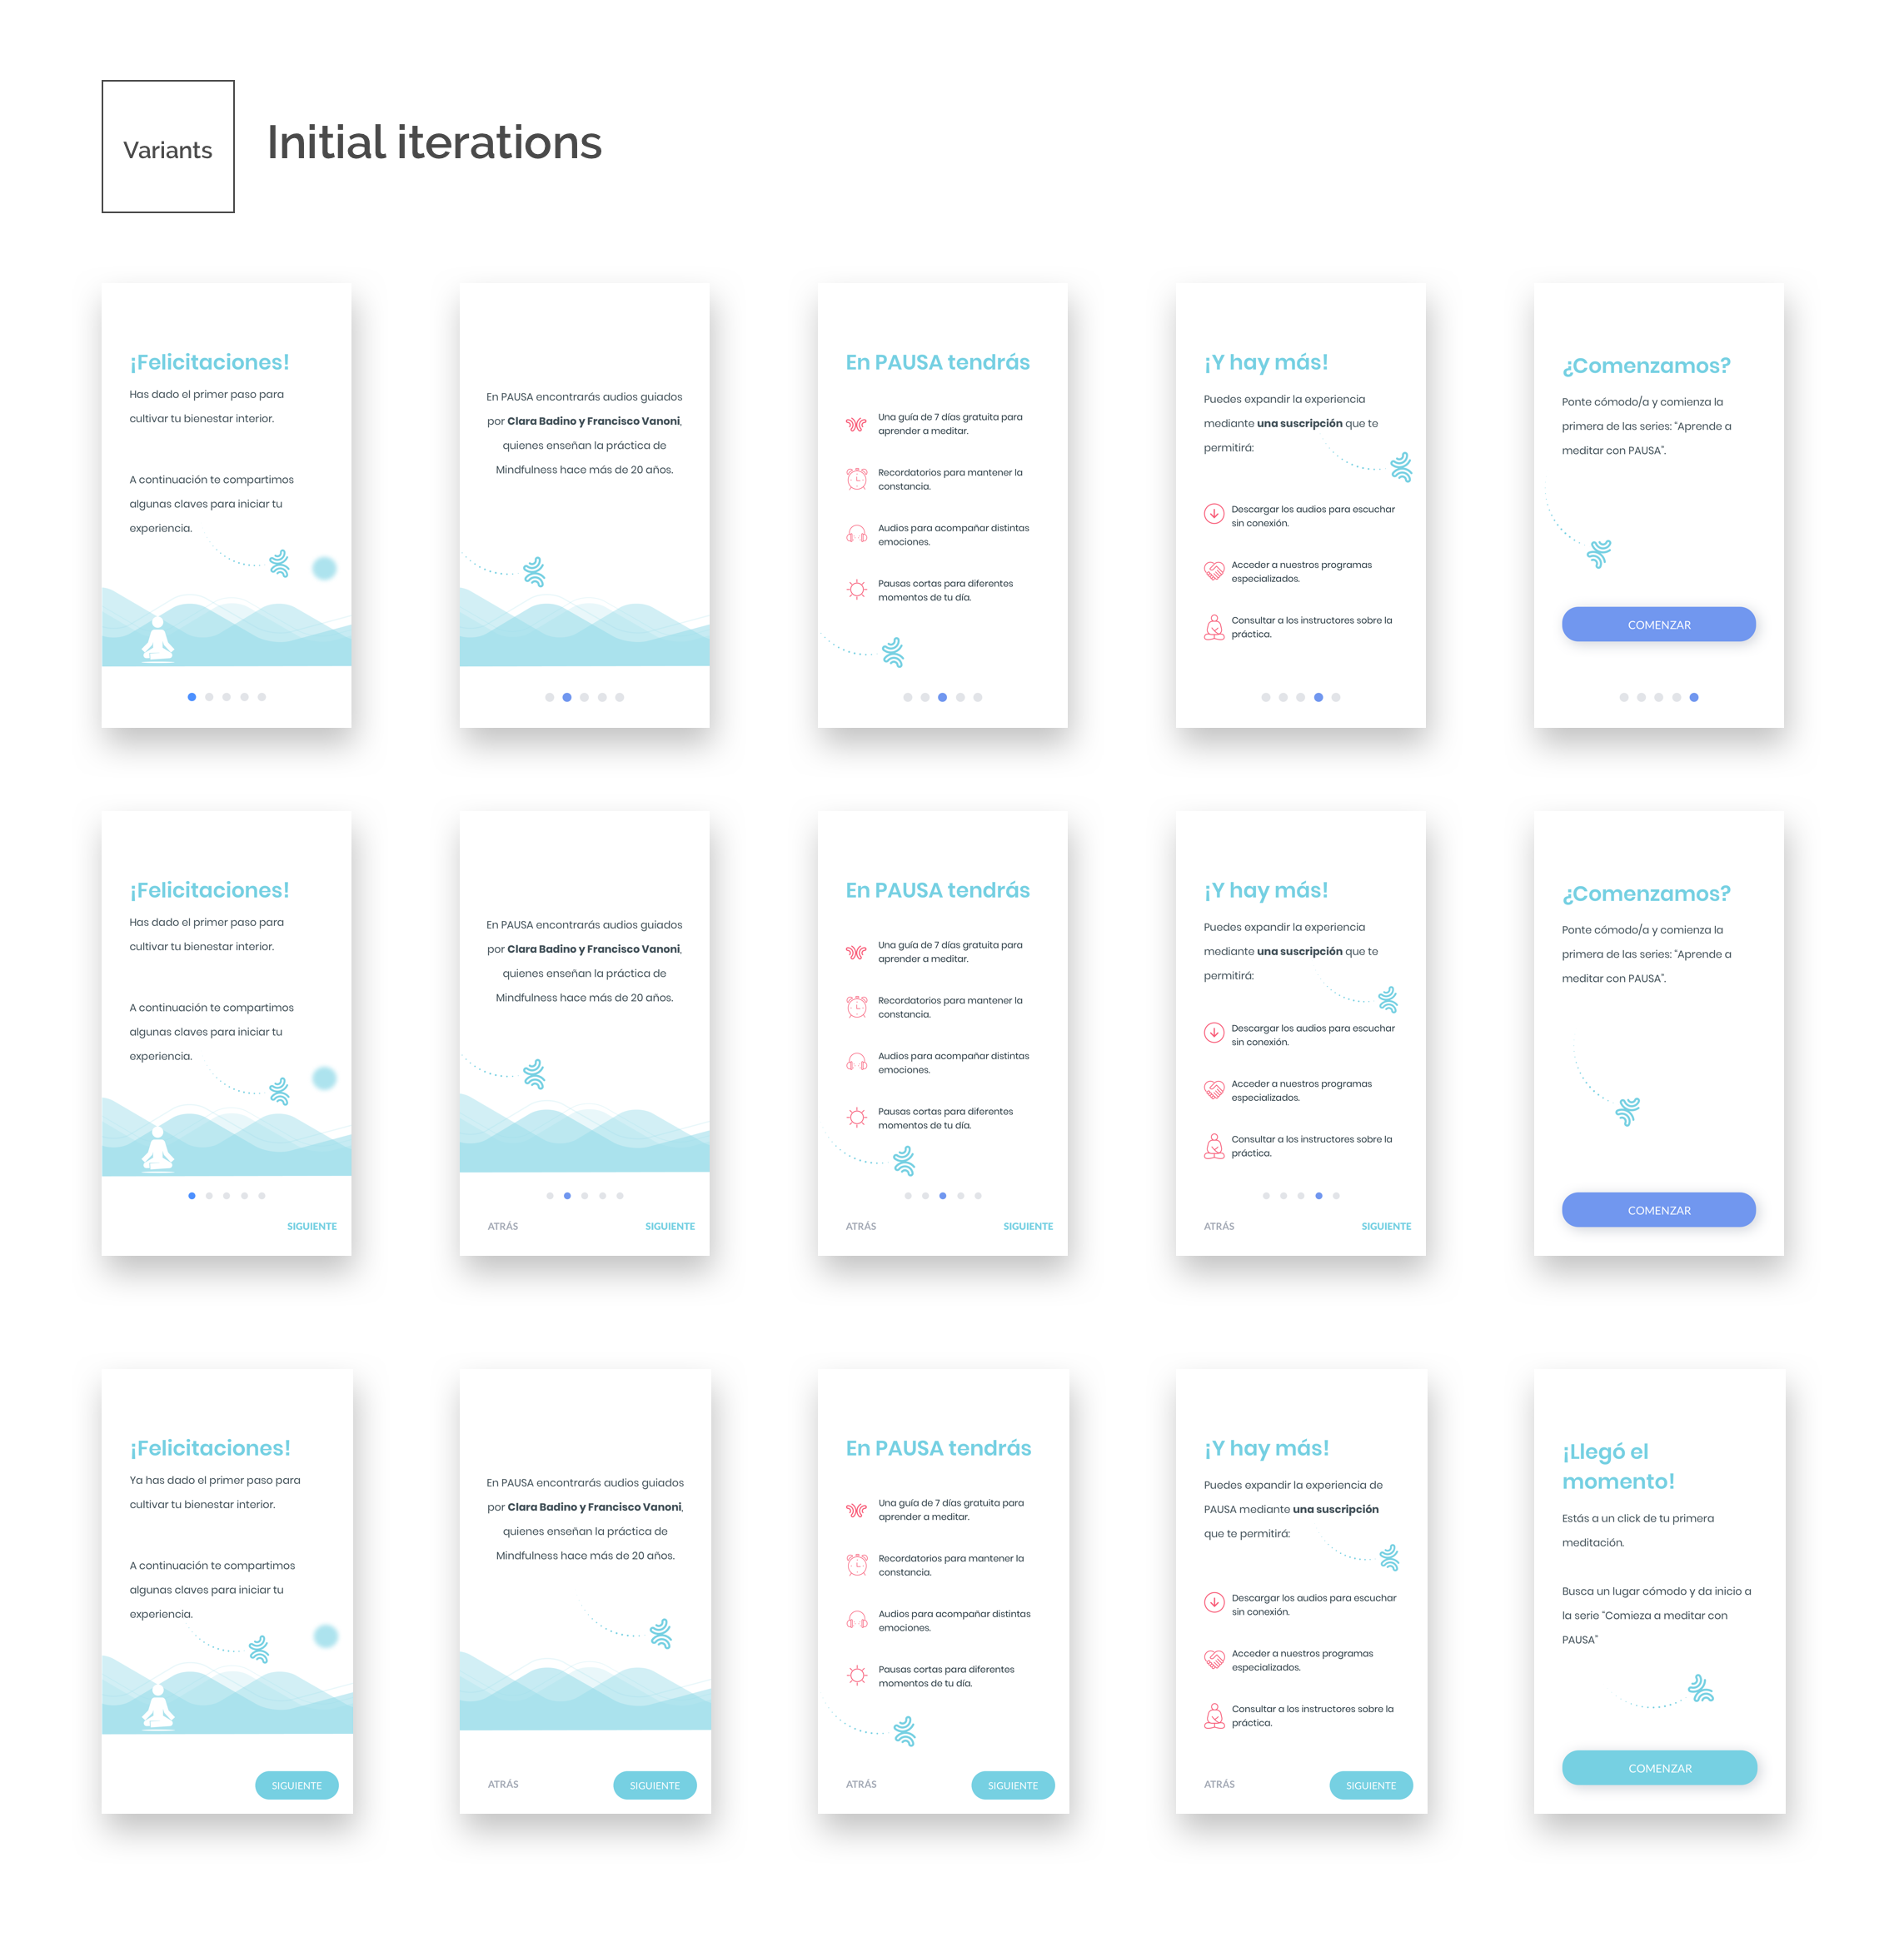 Variants
Initial iterations
¡Felicitaciones!
Has dado el primer paso para
cultivar tu bienestar interior.
A continuación te compartimos
algunas claves para iniciar tu
experiencia.
En PAUSA encontrarás audios guiados
por Clara Badino y Francisco Vanoni,
quienes enseñan la práctica de
Mindfulness hace más de 20 años.
En PAUSA tendrás
Una guía de 7 días gratuita para
aprender a meditar.
Recordatorios para mantener la
constancia.
Audios para acompañar distintas
emociones.
Pausas cortas para diferentes
momentos de tu día.
¡Y hay más!
Puedes expandir la experiencia
mediante una suscripción que te
permitirá:
Descargar los audios para escuchar
sin conexión.
Acceder a nuestros programas
especializados.
Consultar a los instructores sobre la
práctica.
¿Comenzamos?
Ponte cómodo/a y comienza la
primera de las series: "Aprende a
meditar con PAUSA".
COMENZAR
¡Felicitaciones!
Has dado el primer paso para
cultivar tu bienestar interior.
A continuación te compartimos
algunas claves para iniciar tu
experiencia.
SIGUIENTE
En PAUSA encontrarás audios guiados
por Clara Badino y Francisco Vanoni,
quienes enseñan la práctica de
Mindfulness hace más de 20 años.
ATRÁS
SIGUIENTE
En PAUSA tendrás
Una guía de 7 días gratuita para
aprender a meditar.
Recordatorios para mantener la
constancia.
Audios para acompañar distintas
emociones.
Pausas cortas para diferentes
momentos de tu día.
ATRÁS
SIGUIENTE
¡Y hay más!
Puedes expandir la experiencia
mediante una suscripción que te
permitirá:
Descargar los audios para escuchar
sin conexión.
Acceder a nuestros programas
especializados.
Consultar a los instructores sobre la
práctica.
ATRÁS
SIGUIENTE
¿Comenzamos?
Ponte cómodo/a y comienza la
primera de las series: "Aprende a
meditar con PAUSA".
COMENZAR
¡Felicitaciones!
Ya has dado el primer paso para
cultivar tu bienestar interior.
A continuación te compartimos
algunas claves para iniciar tu
experiencia.
SIGUIENTE
En PAUSA encontrarás audios guiados
por Clara Badino y Francisco Vanoni,
quienes enseñan la práctica de
Mindfulness hace más de 20 años.
ATRÁS
SIGUIENTE
En PAUSA tendrás
Una guía de 7 días gratuita para
aprender a meditar.
Recordatorios para mantener la
constancia.
Audios para acompañar distintas
emociones.
Pausas cortas para diferentes
momentos de tu día.
ATRÁS
SIGUIENTE
¡Y hay más!
Puedes expandir la experiencia de
PAUSA mediante una suscripción
que te permitirá:
Descargar los audios para escuchar
sin conexión.
Acceder a nuestros programas
especializados.
Consultar a los instructores sobre la
práctica.
ATRÁS
SIGUIENTE
¡Llegó el
momento!
Estás a un click de tu primera
meditación.
Busca un lugar cómodo y da inicio a
la serie "Comieza a meditar con
PAUSA"
COMENZAR